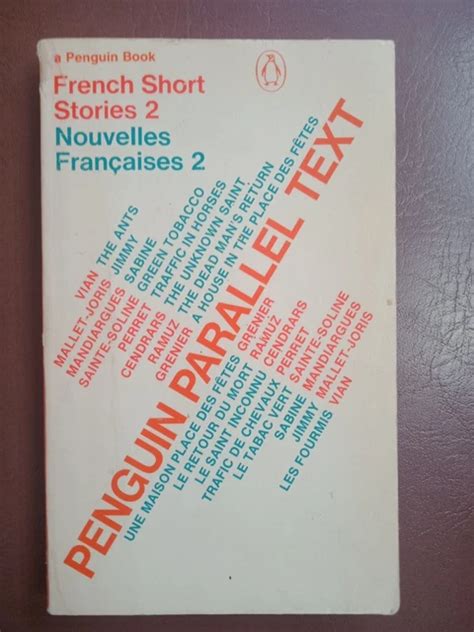 a Penguin Book
French Short
Stories 2
Nouvelles
Françaises 2
VIAN THE ANTS
MALLET-JORIS JIMMY
MANDIARGUES SABINE
SAINTE-SOLINE GREEN TOBACCO
PERRET TRAFFIC IN HORSES
CENDRARS THE UNKNOWN SAINT
RAMUZ THE DEAD MAN'S RETURN
GRENIER A HOUSE IN THE PLACE DES FÊTES
PENGUIN PARALLEL TEXT
UNE MAISON PLACE DES FÊTES GRENIER
LE RETOUR DU MORT RAMUZ
LE SAINT INCONNU CENDRARS
TRAFIC DE CHEVAUX PERRET
LE TABAC VERT SAINTE-SOLINE
SABINE MANDIARGUES
JIMMY MALLET-JORIS
LES FOURMIS VIAN